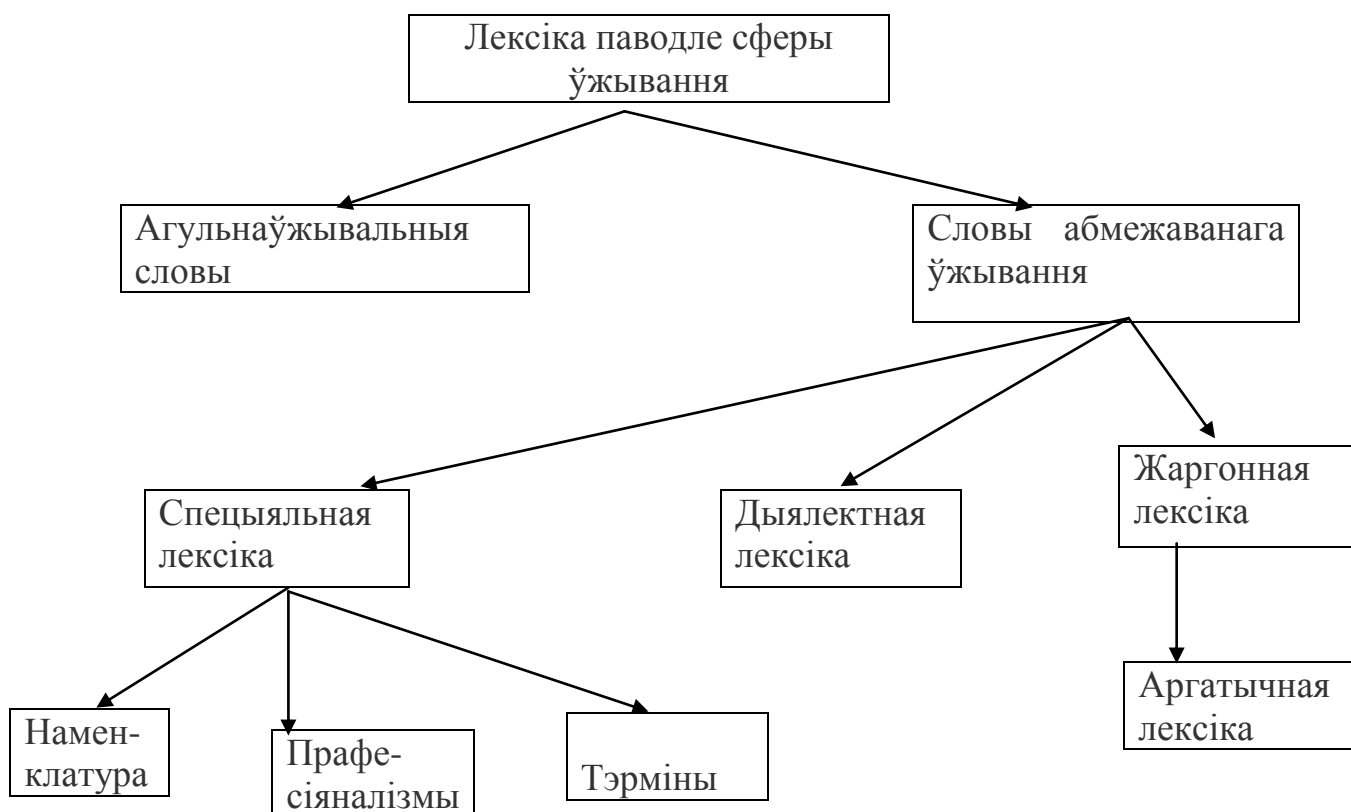 Лексіка паводле сферы
ўжывання
Агульнаўжывальныя
словы
Словы абмежаванага
ўжывання
Спецыяльная
лексіка
Дыялектная
лексіка
Жаргонная
лексіка
Намен-
клатура
Прафе-
сіяналізмы
Тэрміны
Аргатычная
лексіка